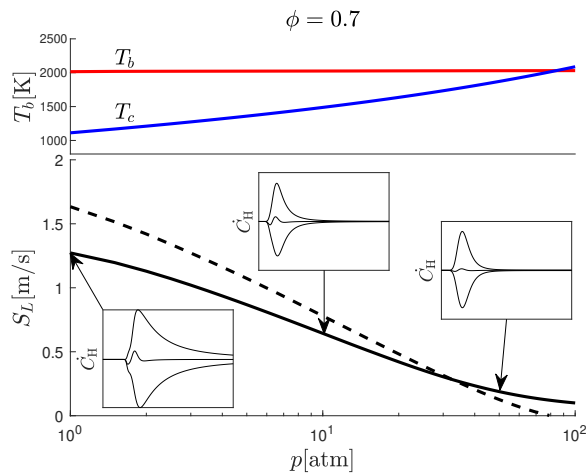 ϕ = 0.7
2500
2000
1500
1000
T_b[K]
T_b
T_c
2
1.5
1
0.5
0
S_L[m/s]
Ċ_H
Ċ_H
Ċ_H
10^0
10^1
10^2
p[atm]